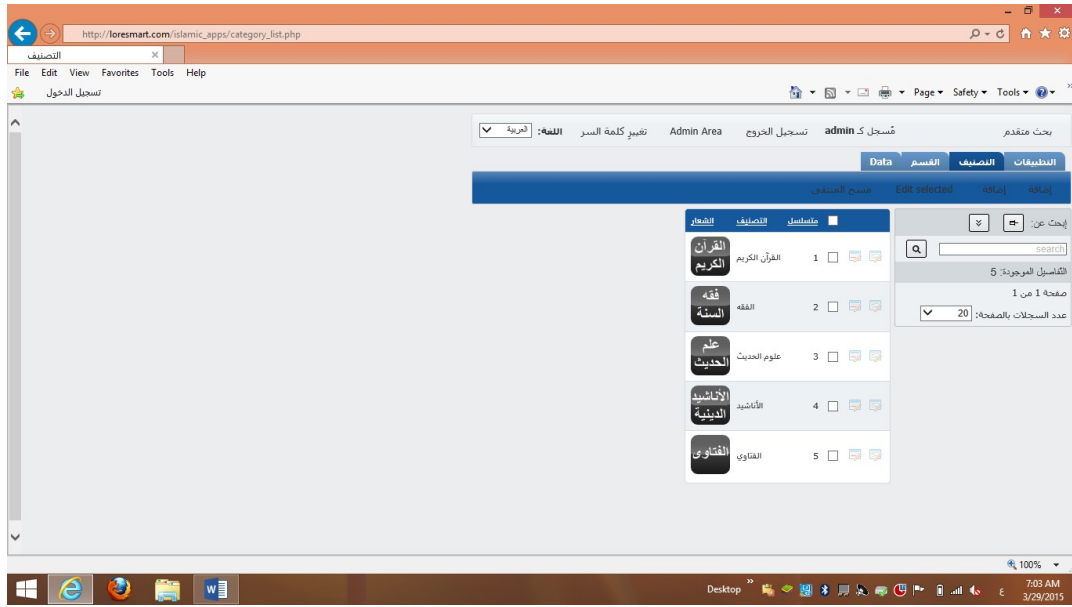 http://loresmart.com/islamic_apps/category_list.php
التصنيف
File Edit View Favorites Tools Help
تسجيل الدخول
Page Safety Tools
بحث متقدم
مُسجل كـ admin تسجيل الخروج Admin Area تغيير كلمة السر اللغة: العربية
التطبيقات التصنيف القسم Data
إضافة إضافة Edit selected مسح المنتقى
إبحث عن:
search
التفاصيل الموجودة: 5
صفحة 1 من 1
عدد السجلات بالصفحة: 20
متسلسل التصنيف الشعار
1 القرآن الكريم
القرآن
الكريم
2 الفقه
فقه
السنة
3 علوم الحديث
علم
الحديث
4 الأناشيد
الأناشيد
الدينية
5 الفتاوي
الفتاوى
100%
Desktop
ع
7:03 AM
3/29/2015